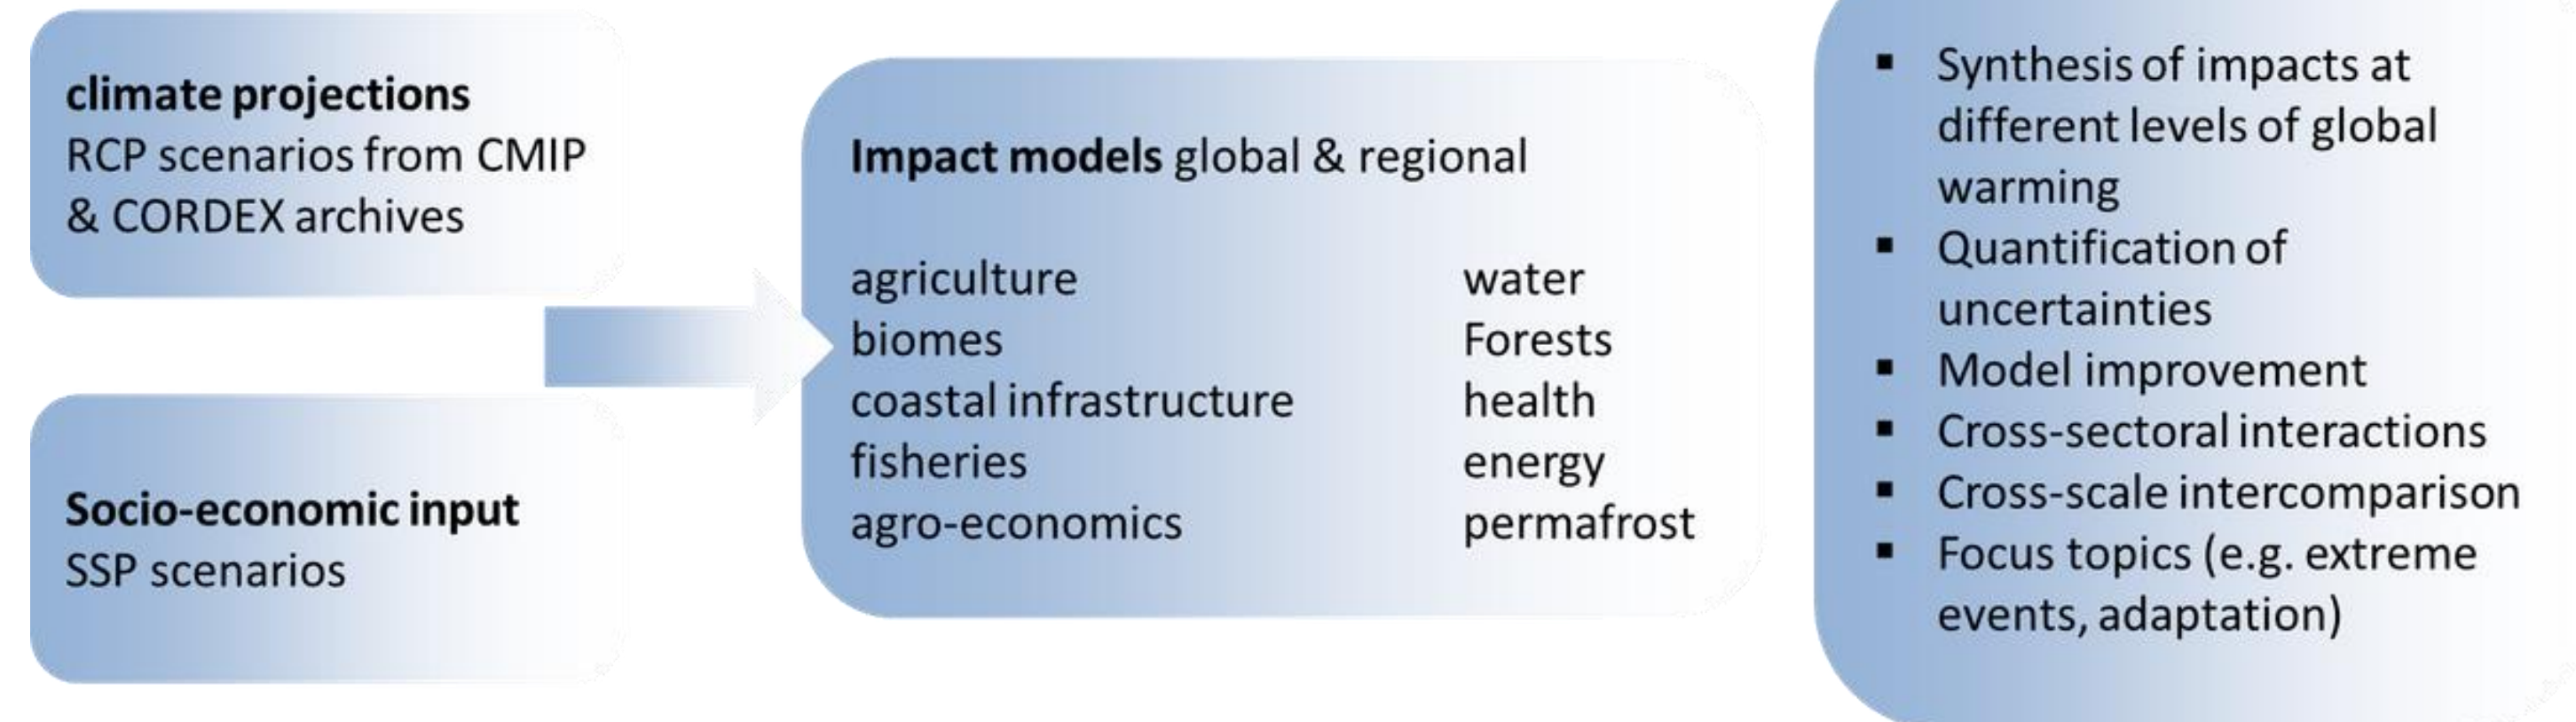 climate projections
RCP scenarios from CMIP
& CORDEX archives
Socio-economic input
SSP scenarios
Impact models global & regional
agriculture
biomes
coastal infrastructure
fisheries
agro-economics
water
Forests
health
energy
permafrost
▪ Synthesis of impacts at
different levels of global
warming
▪ Quantification of
uncertainties
▪ Model improvement
▪ Cross-sectoral interactions
▪ Cross-scale intercomparison
▪ Focus topics (e.g. extreme
events, adaptation)